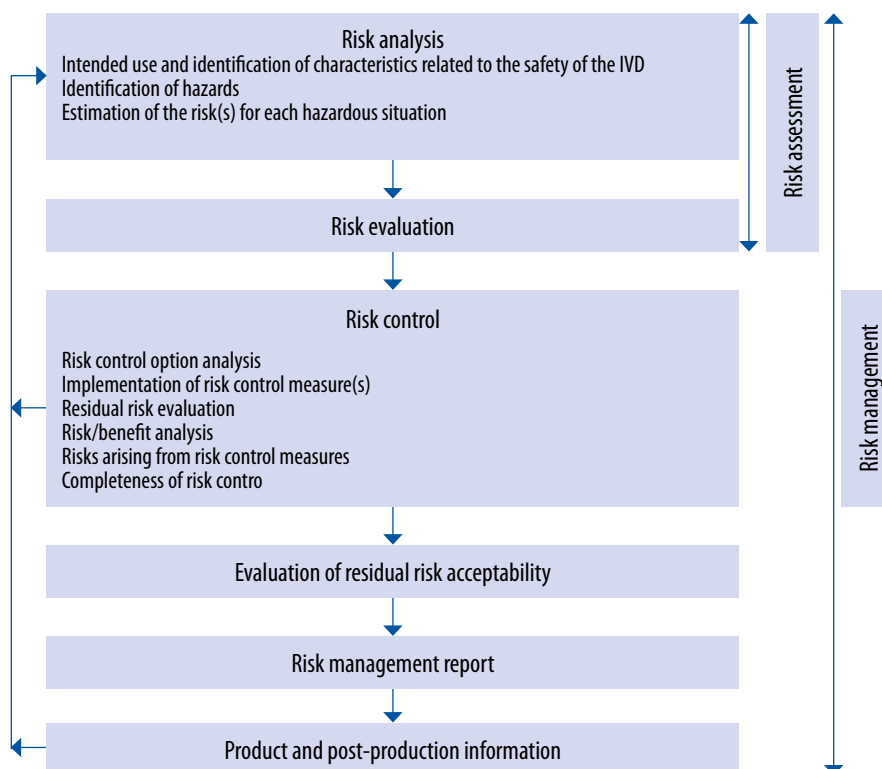 Risk analysis
Intended use and identification of characteristics related to the safety of the IVD
Identification of hazards
Estimation of the risk(s) for each hazardous situation
Risk assessment
Risk evaluation
Risk control
Risk control option analysis
Implementation of risk control measure(s)
Residual risk evaluation
Risk/benefit analysis
Risks arising from risk control measures
Completeness of risk contro
Risk management
Evaluation of residual risk acceptability
Risk management report
Product and post-production information